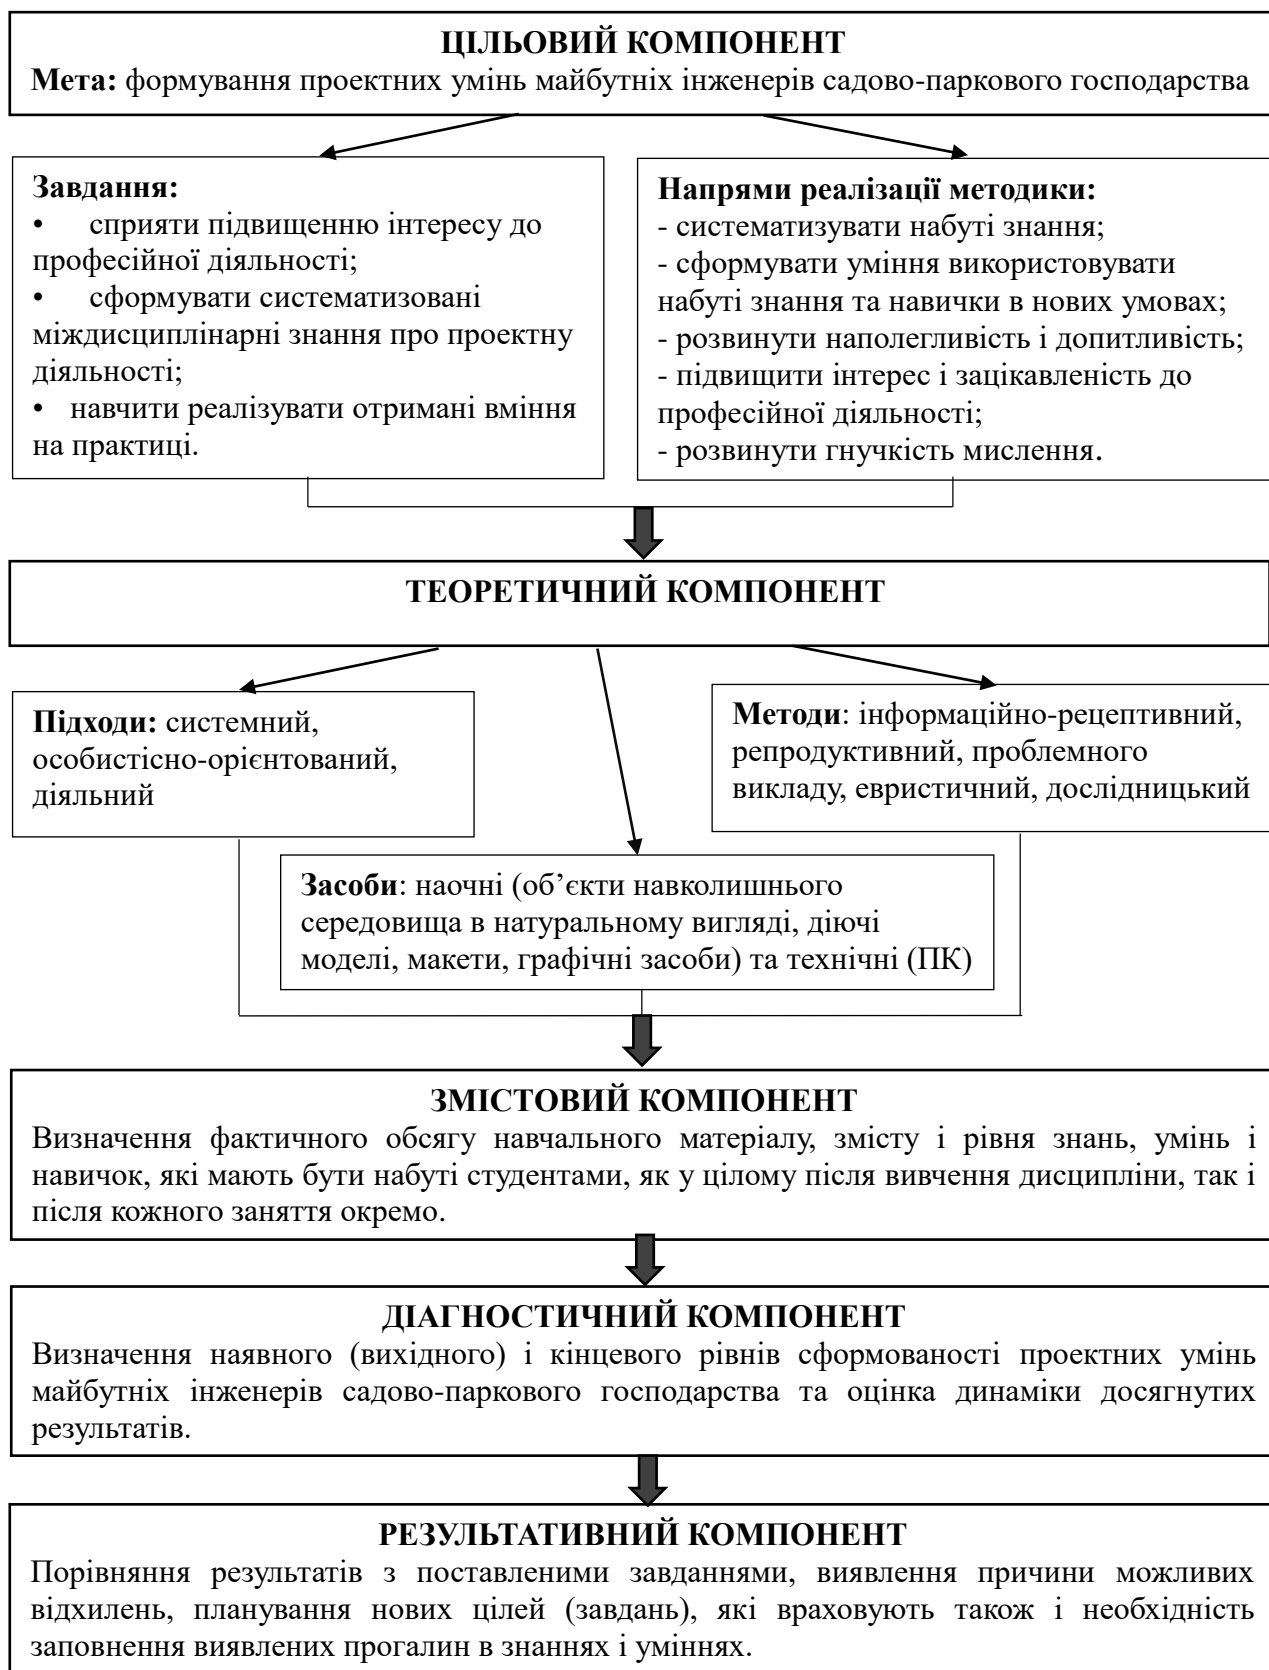 ЦІЛЬОВИЙ КОМПОНЕНТ
Мета: формування проектних умінь майбутніх інженерів садово-паркового господарства
Завдання:
• сприяти підвищенню інтересу до
професійної діяльності;
• сформувати систематизовані
міждисциплінарні знання про проектну
діяльності;
• навчити реалізувати отримані вміння
на практиці.
Напрями реалізації методики:
- систематизувати набуті знання;
- сформувати уміння використовувати
набуті знання та навички в нових умовах;
- розвинути наполегливість і допитливість;
- підвищити інтерес і зацікавленість до
професійної діяльності;
- розвинути гнучкість мислення.
ТЕОРЕТИЧНИЙ КОМПОНЕНТ
Підходи: системний,
особистісно-орієнтований,
діяльний
Методи: інформаційно-рецептивний,
репродуктивний, проблемного
викладу, евристичний, дослідницький
Засоби: наочні (об’єкти навколишнього
середовища в натуральному вигляді, діючі
моделі, макети, графічні засоби) та технічні (ПК)
ЗМІСТОВИЙ КОМПОНЕНТ
Визначення фактичного обсягу навчального матеріалу, змісту і рівня знань, умінь і
навичок, які мають бути набуті студентами, як у цілому після вивчення дисципліни, так і
після кожного заняття окремо.
ДІАГНОСТИЧНИЙ КОМПОНЕНТ
Визначення наявного (вихідного) і кінцевого рівнів сформованості проектних умінь
майбутніх інженерів садово-паркового господарства та оцінка динаміки досягнутих
результатів.
РЕЗУЛЬТАТИВНИЙ КОМПОНЕНТ
Порівняння результатів з поставленими завданнями, виявлення причини можливих
відхилень, планування нових цілей (завдань), які враховують також і необхідність
заповнення виявлених прогалин в знаннях і уміннях.